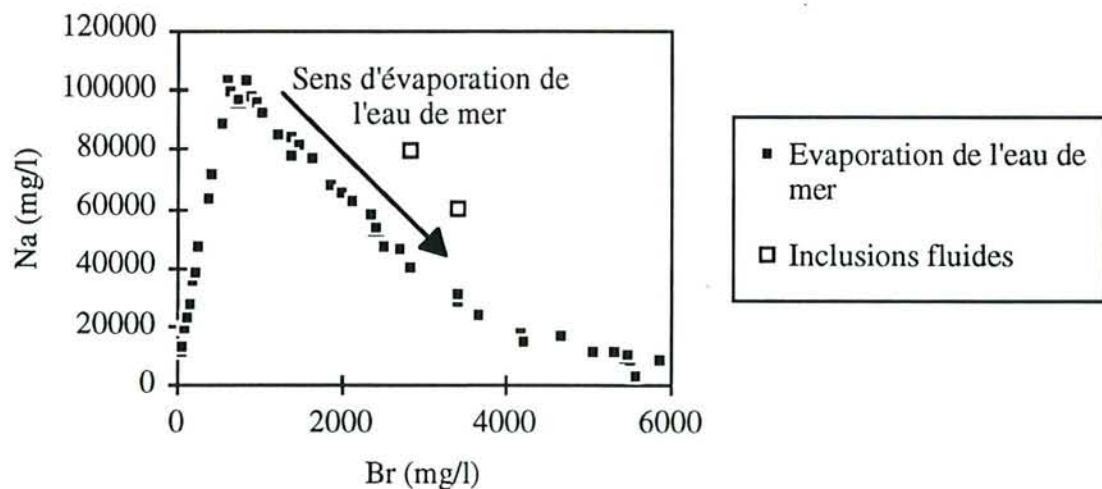 120000
100000
80000
60000
40000
20000
0
Na (mg/l)
Sens d'évaporation de
l'eau de mer
0
2000
4000
6000
Br (mg/l)
Evaporation de l'eau de
mer
Inclusions fluides